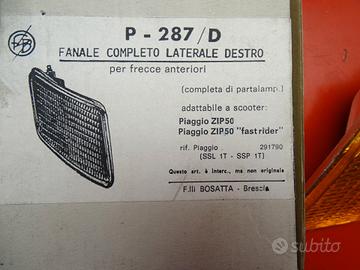 P - 287/D
FANALE COMPLETO LATERALE DESTRO
per frecce anteriori
(completa di partalamp.)
adattabile a scooter:
Piaggio ZIP50
Piaggio ZIP50 "fast rider"
rif. Piaggio : 291790
(SSL 1T - SSP 1T)
Questo art. è interc., ma non originale
F.lli BOSATTA - Brescia
subito